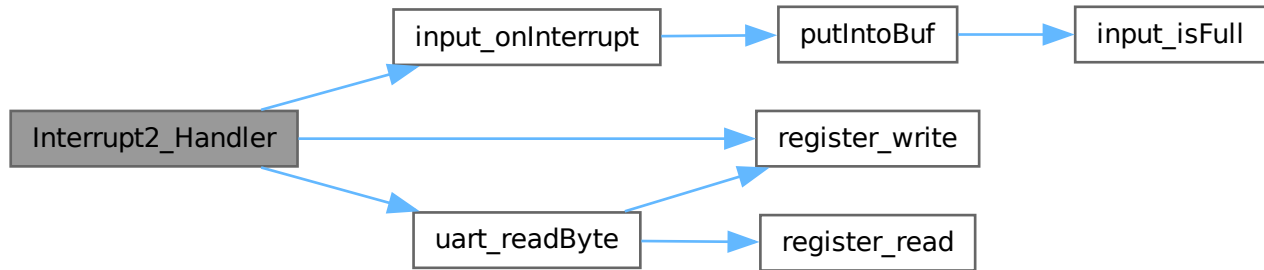 input_onInterrupt
putIntoBuf
input_isFull
Interrupt2_Handler
register_write
uart_readByte
register_read